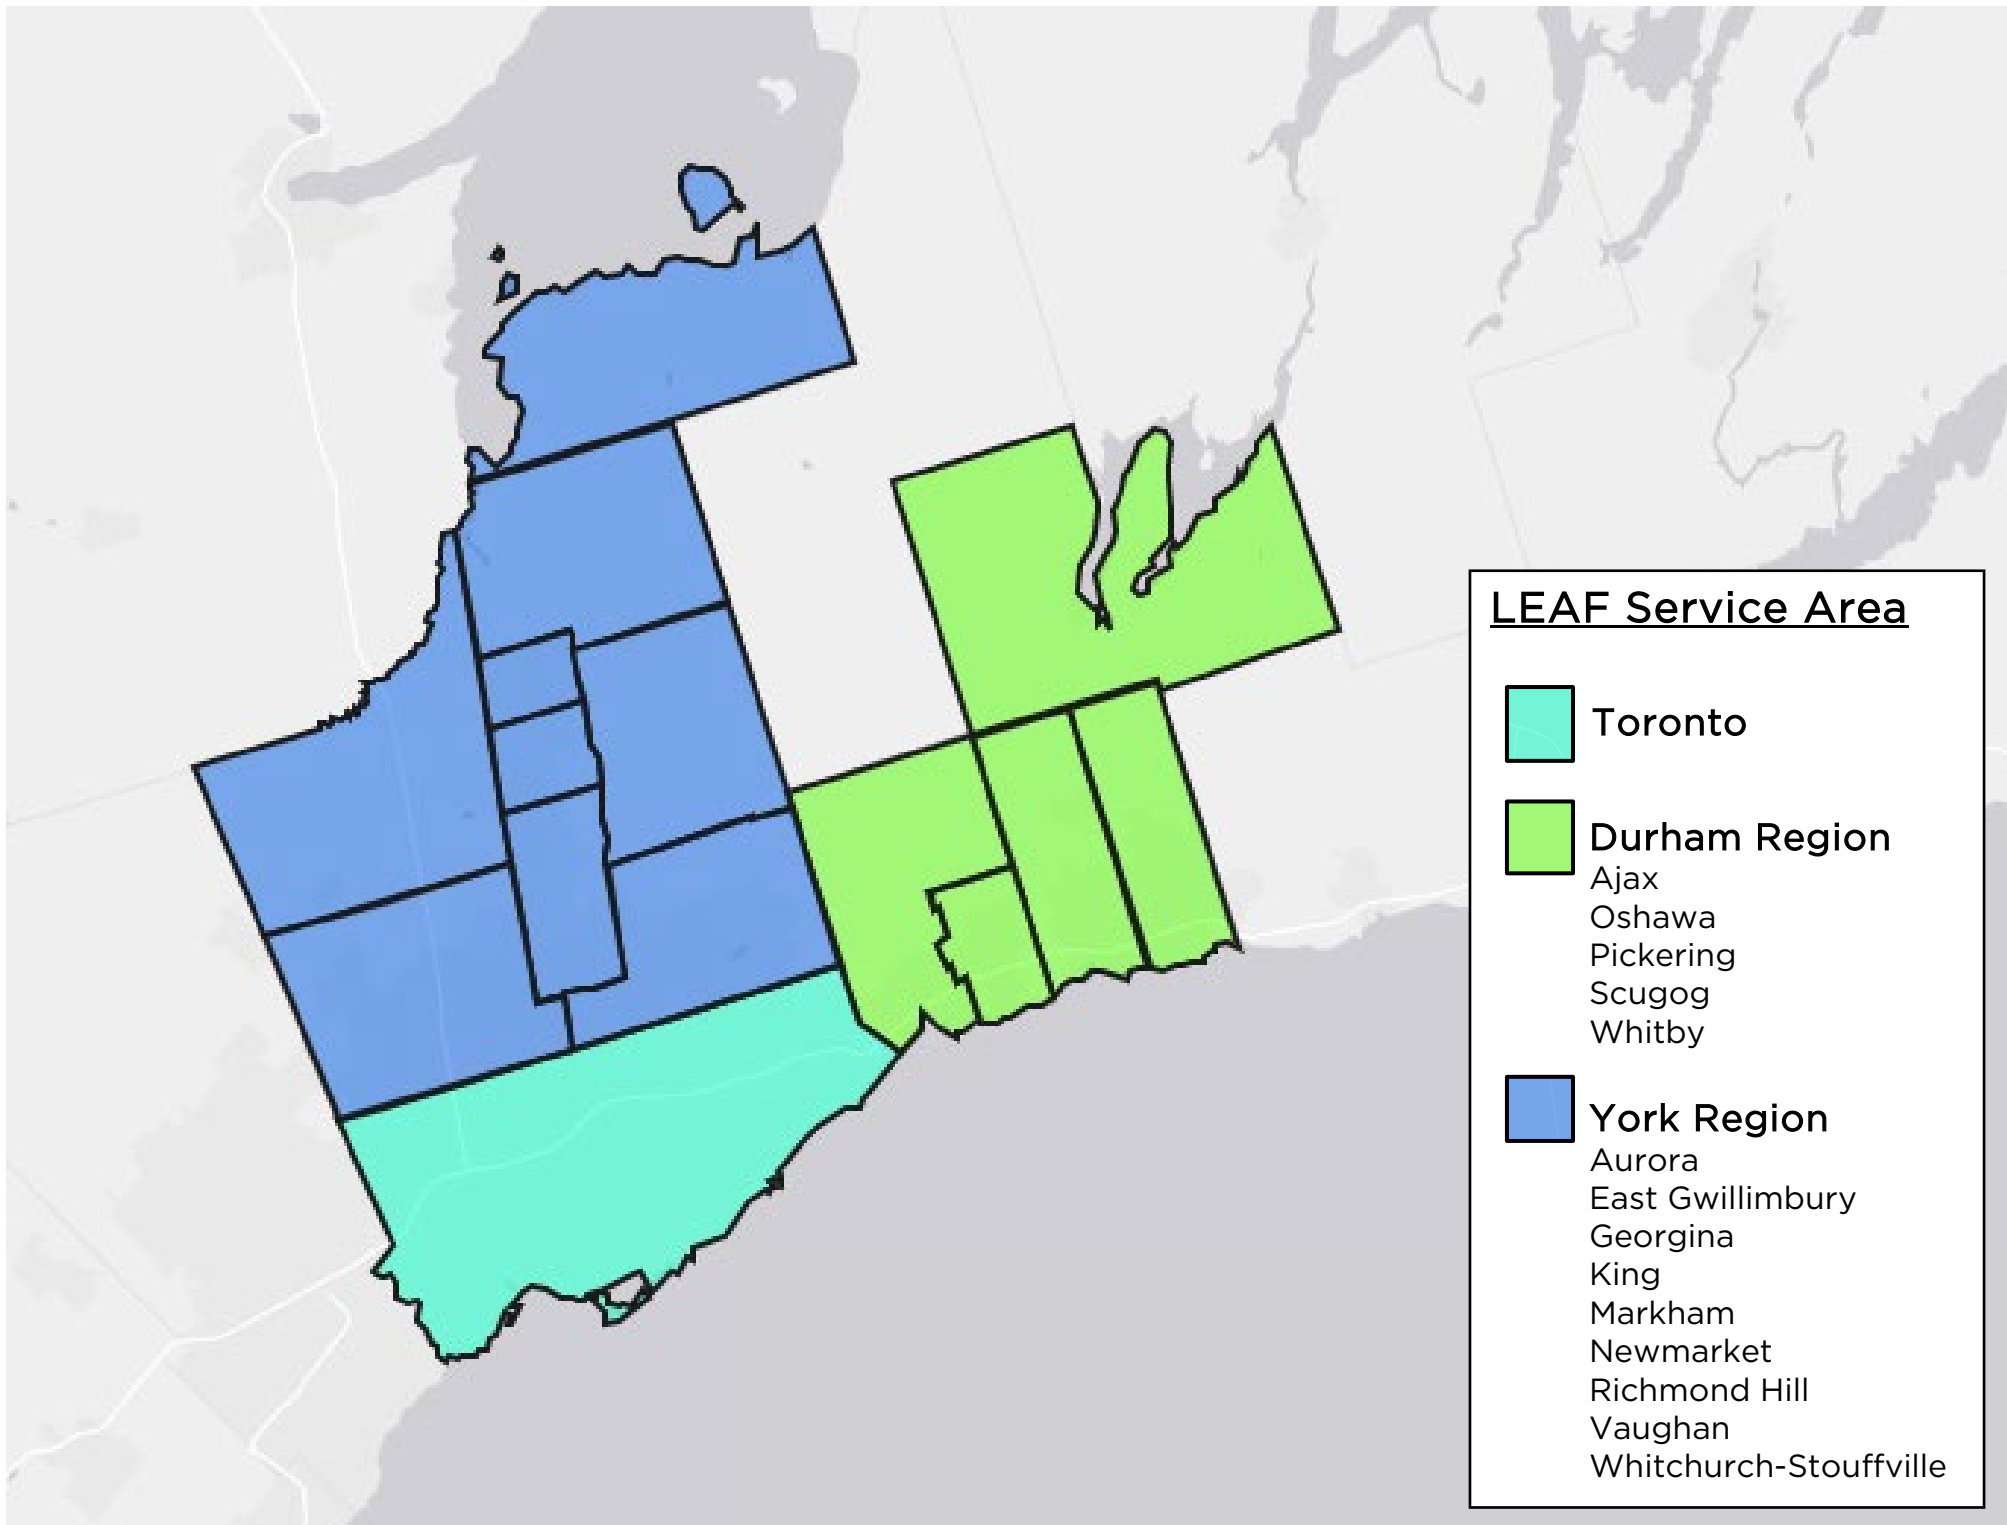 LEAF Service Area
Toronto
Durham Region
Ajax
Oshawa
Pickering
Scugog
Whitby
York Region
Aurora
East Gwillimbury
Georgina
King
Markham
Newmarket
Richmond Hill
Vaughan
Whitchurch-Stouffville